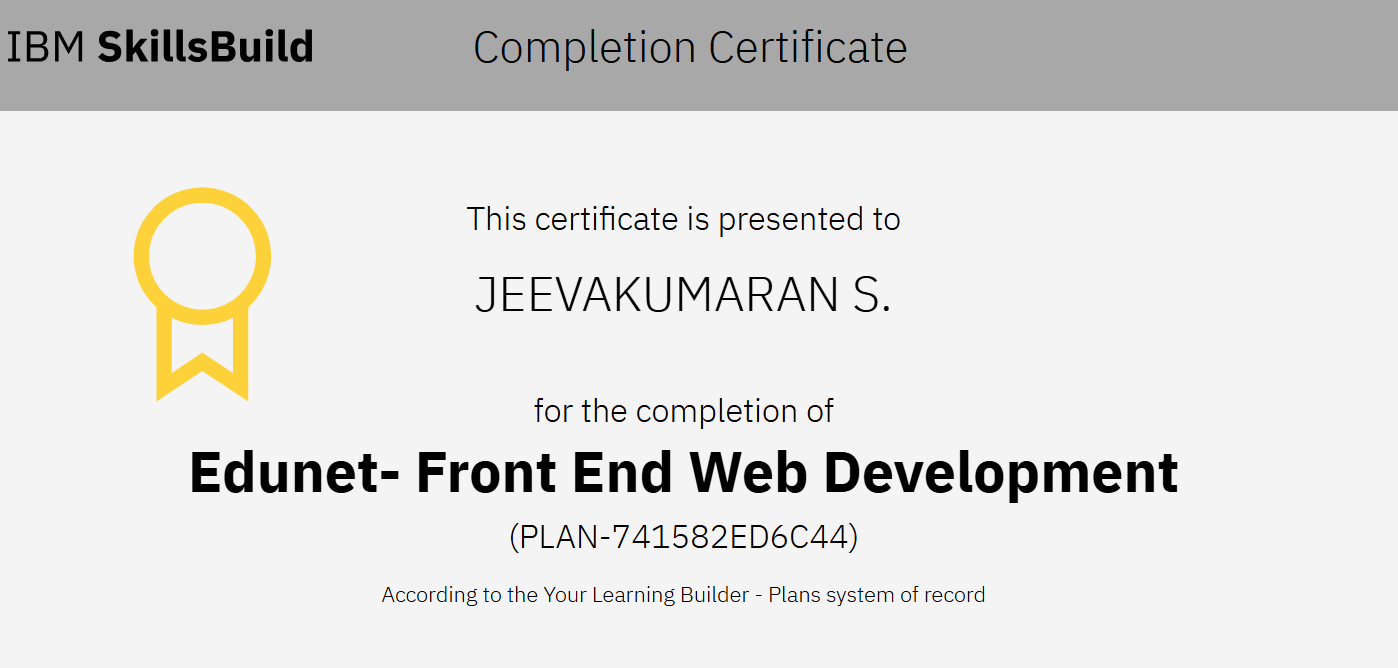 IBM SkillsBuild
Completion Certificate
This certificate is presented to
JEEVAKUMARAN S.
for the completion of
Edunet- Front End Web Development
(PLAN-741582ED6C44)
According to the Your Learning Builder - Plans system of record